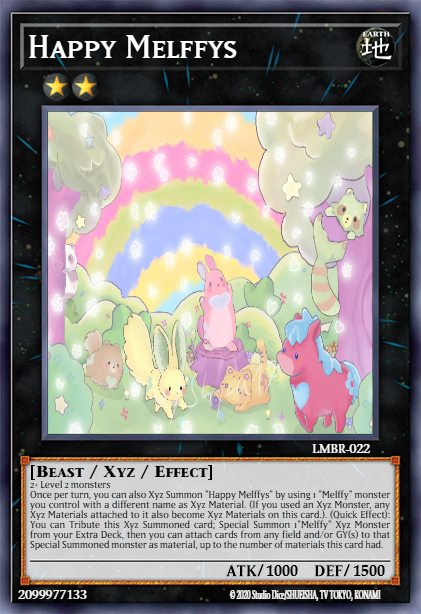 HAPPY MELFFYS
EARTH
地
LMBR-022
[BEAST / XYZ / EFFECT]
2+ Level 2 monsters
Once per turn, you can also Xyz Summon "Happy Melffys" by using 1 "Melffy" monster
you control with a different name as Xyz Material. (If you used an Xyz Monster, any
Xyz Materials attached to it also become Xyz Materials on this card.). (Quick Effect):
You can Tribute this Xyz Summoned card; Special Summon 1"Melffy" Xyz Monster
from your Extra Deck, then you can attach cards from any field and/or GY(s) to that
Special Summoned monster as material, up to the number of materials this card had.
ATK/1000 DEF/1500
2099977133
©2020 Studio Dice/SHUEISHA, TV TOKYO, KONAMI